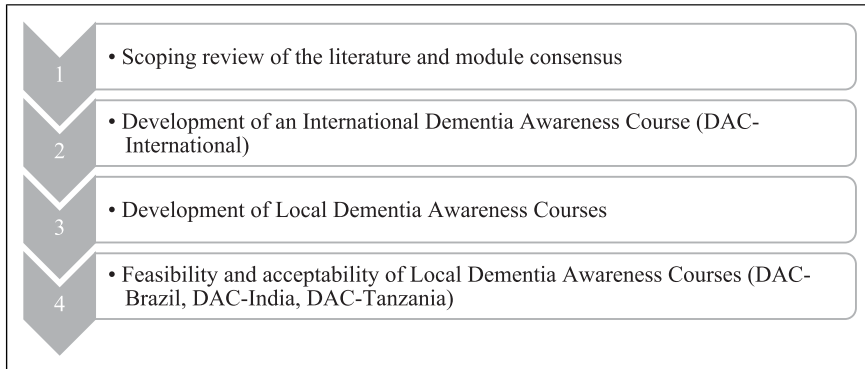 1
• Scoping review of the literature and module consensus
2
• Development of an International Dementia Awareness Course (DAC-
International)
3
• Development of Local Dementia Awareness Courses
4
• Feasibility and acceptability of Local Dementia Awareness Courses (DAC-
Brazil, DAC-India, DAC-Tanzania)